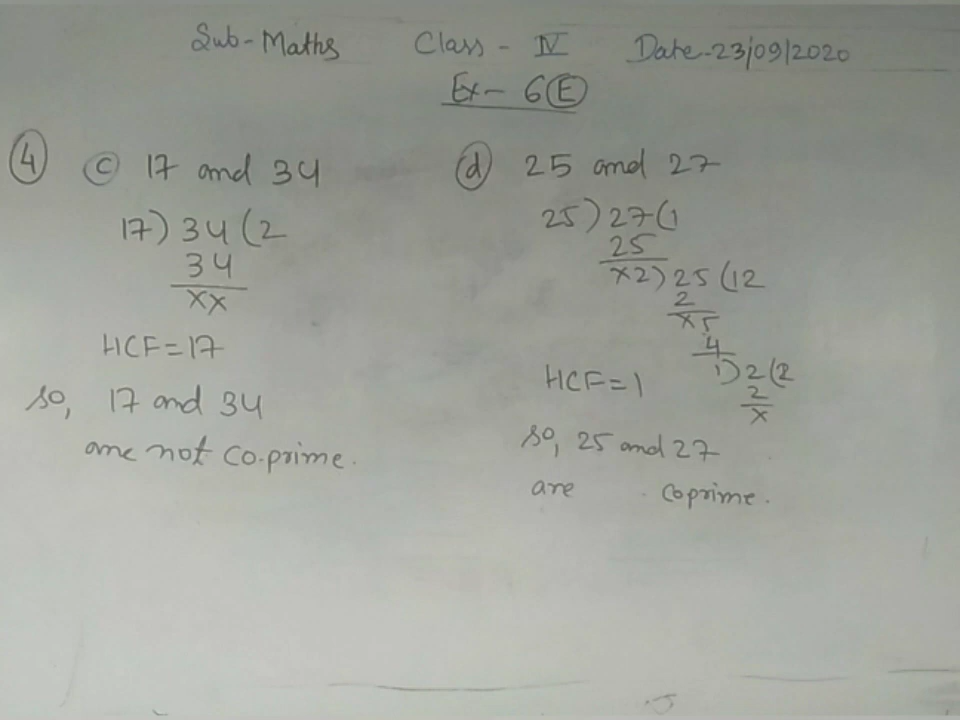 Sub-Maths Class - IV Date-23/09/2020
Ex- 6(E)
(4) (c) 17 and 34
17) 34 (2
34
xx
HCF=17
so, 17 and 34
are not co.prime.
(d) 25 and 27
25) 27 (1
25
x2) 25 (12
2
x5
4
1) 2 (2
2
x
HCF=1
so, 25 and 27
are coprime.